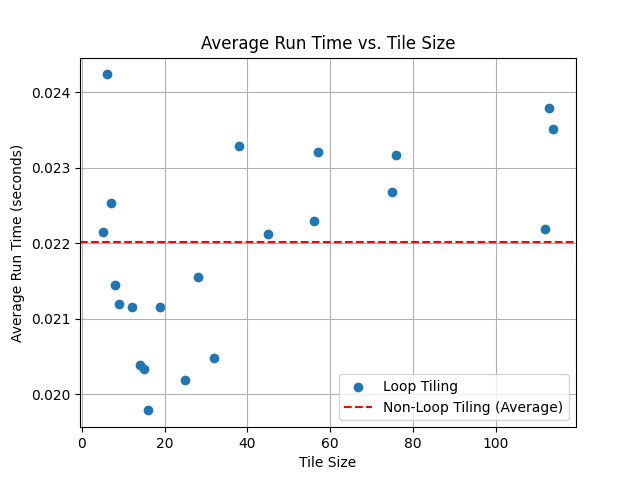 Average Run Time vs. Tile Size
Average Run Time (seconds)
0.024
0.023
0.022
0.021
0.020
0
20
40
60
80
100
Tile Size
Loop Tiling
Non-Loop Tiling (Average)